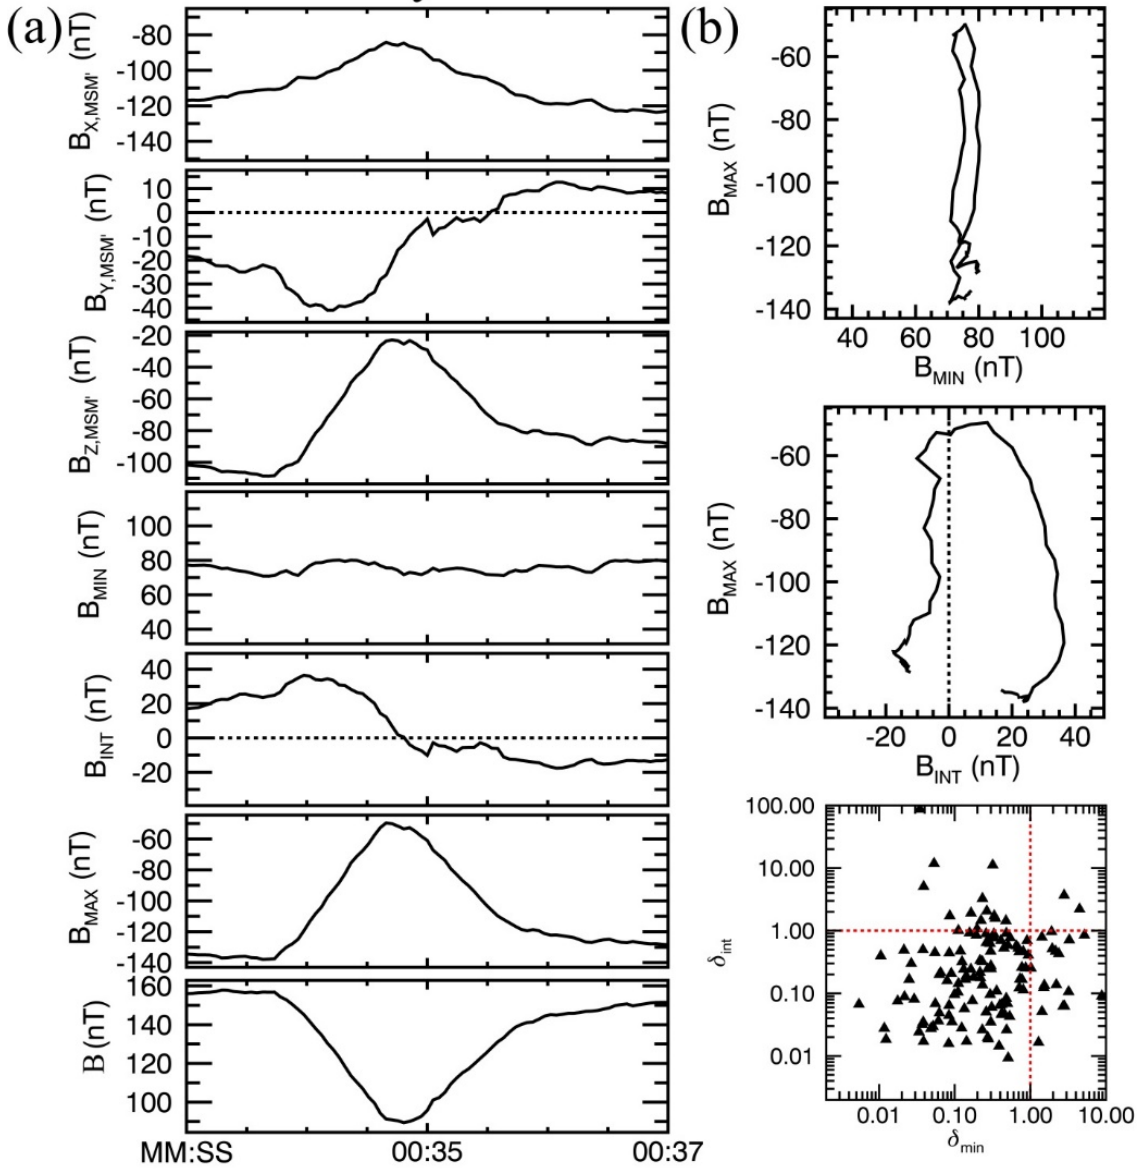 (a)
B_X,MSM' (nT)
-80
-100
-120
-140
B_Y,MSM' (nT)
10
0
-10
-20
-30
-40
B_Z,MSM' (nT)
-20
-40
-60
-80
-100
B_MIN (nT)
100
80
60
40
B_INT (nT)
40
20
0
-20
B_MAX (nT)
-60
-80
-100
-120
-140
B (nT)
160
140
120
100
MM:SS 00:35 00:37
(b)
B_MAX (nT)
-60
-80
-100
-120
-140
40 60 80 100
B_MIN (nT)
B_MAX (nT)
-60
-80
-100
-120
-140
-20 0 20 40
B_INT (nT)
δ_int
100.00
10.00
1.00
0.10
0.01
0.01 0.10 1.00 10.00
δ_min